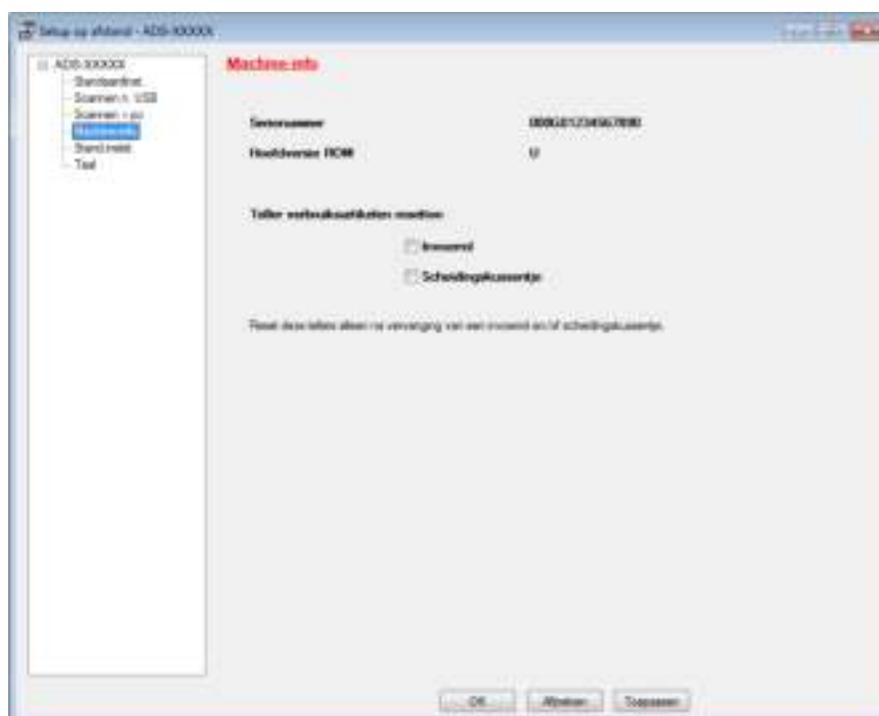 Setup op afstand - ADS-XXXXX
ADS-XXXXX
Standaardinst.
Scannen n. USB
Scannen > pc
Machine-info
Stand.instel
Taal
Machine-info
Serienummer 000G01234567890
Hoofdversie ROM U
Teller verbruiksartikelen resetten
Invoerrol
Scheidingskussentje
Reset deze tellers alleen na vervanging van een invoerrol en/of scheidingskussentje.
OK Afbreken Toepassen